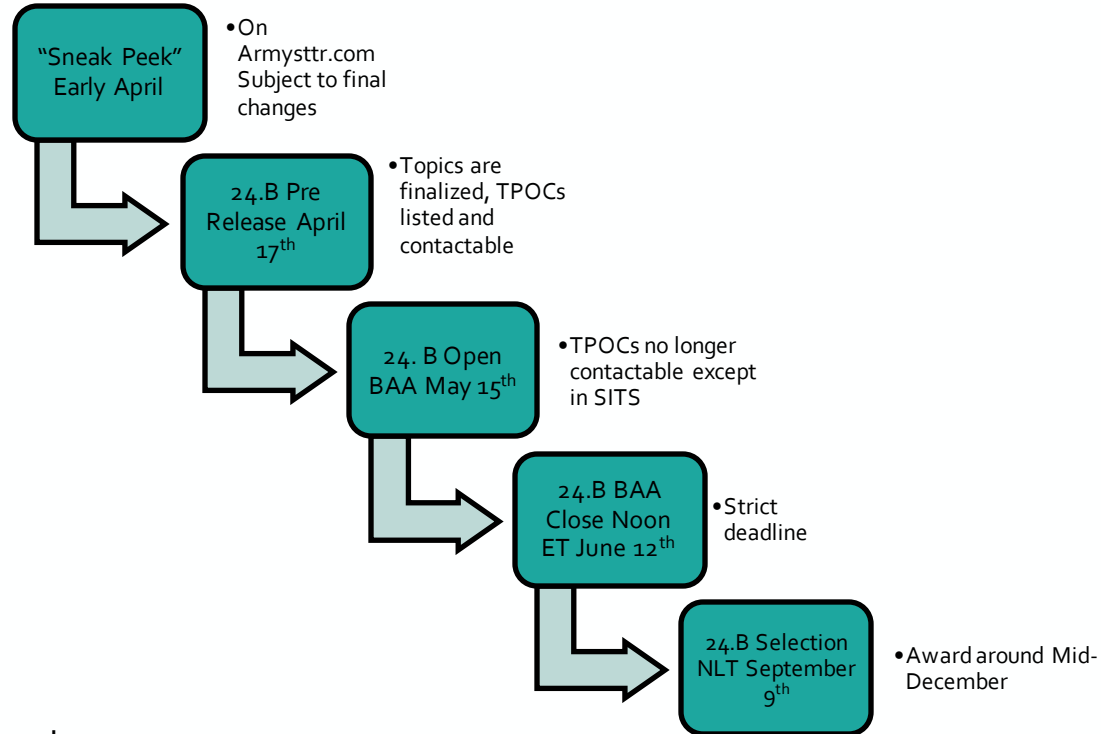 “Sneak Peek”
Early April
•On
Armysttr.com
Subject to final
changes
24.B Pre
Release April
17th
•Topics are
finalized, TPOCs
listed and
contactable
24. B Open
BAA May 15th
•TPOCs no longer
contactable except
in SITS
24.B BAA
Close Noon
ET June 12th
•Strict
deadline
24.B Selection
NLT September
9th
•Award around Mid-
December